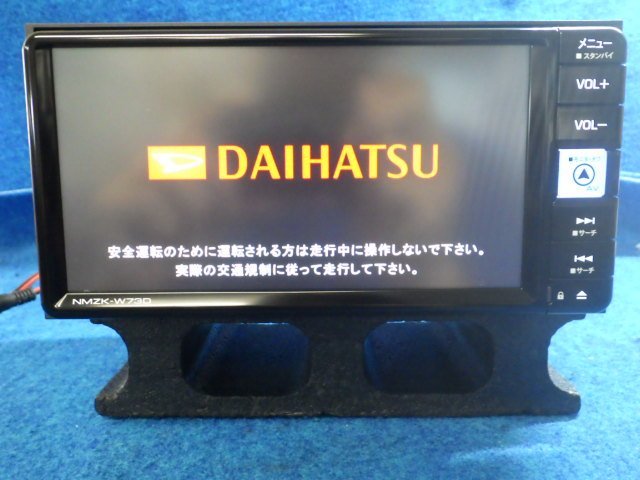 メニュー
■スタンバイ
VOL+
VOL−
DAIHATSU
AV
■サーチ
安全運転のために運転される方は走行中に操作しないで下さい。
実際の交通規制に従って走行して下さい。
■サーチ
NMZK-W73D